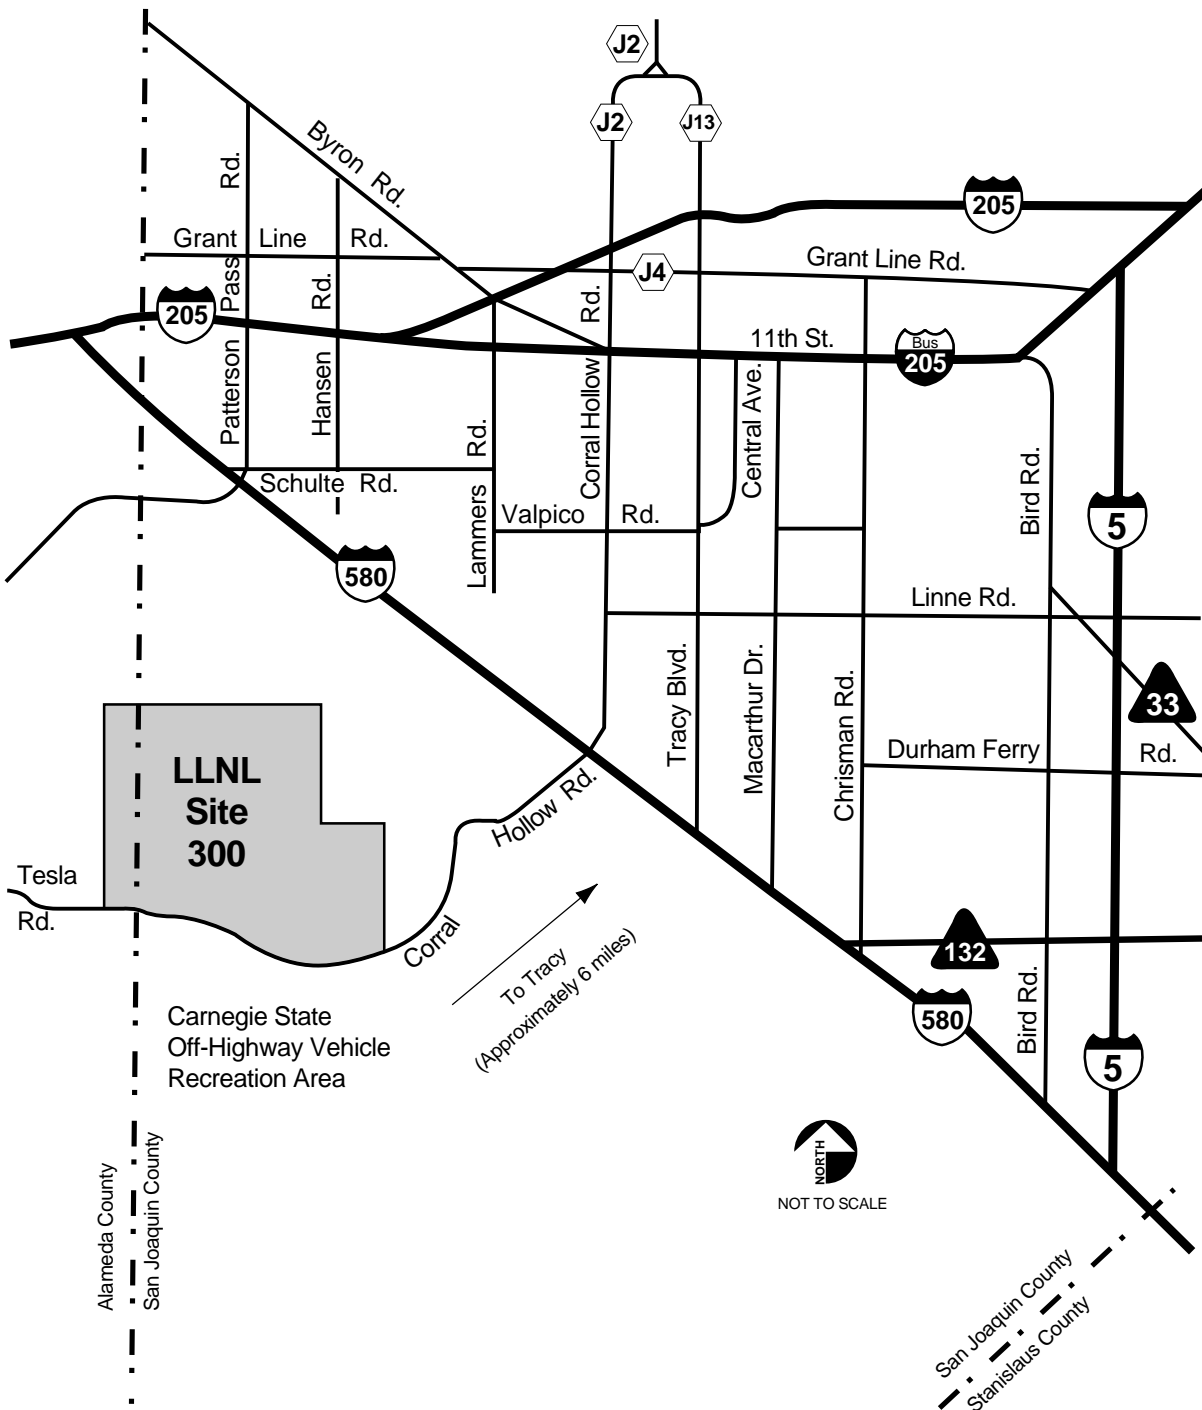 J2
J2
J13
Byron Rd.
205
Grant Line Rd.
Grant Line Rd.
J4
205
11th St.
Bus
205
Patterson Pass Rd.
Hansen Rd.
Lammers Rd.
Corral Hollow Rd.
Central Ave.
Bird Rd.
Schulte Rd.
Valpico Rd.
5
580
Linne Rd.
Tracy Blvd.
Macarthur Dr.
Chrisman Rd.
33
Durham Ferry Rd.
LLNL
Site
300
Tesla
Rd.
Corral Hollow Rd.
To Tracy
(Approximately 6 miles)
132
580
Bird Rd.
5
Carnegie State
Off-Highway Vehicle
Recreation Area
NORTH
NOT TO SCALE
Alameda County
San Joaquin County
San Joaquin County
Stanislaus County